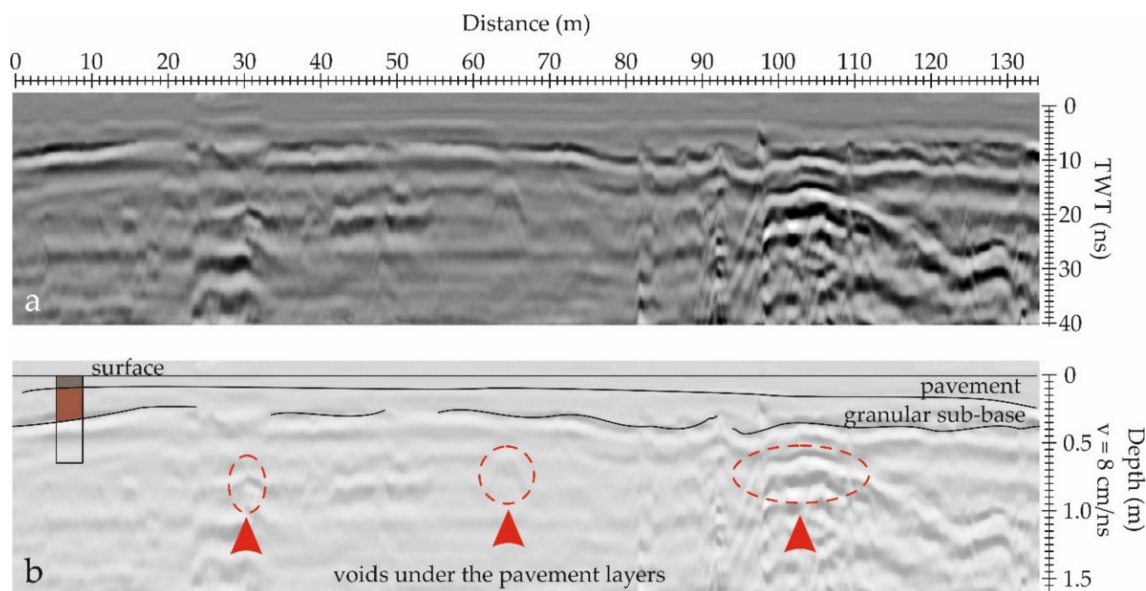 Distance (m)
0 10 20 30 40 50 60 70 80 90 100 110 120 130
0
10
20
30
40
TWT (ns)
a
surface
pavement
granular sub-base
voids under the pavement layers
b
0
0.5
1.0
1.5
Depth (m)
v = 8 cm/ns